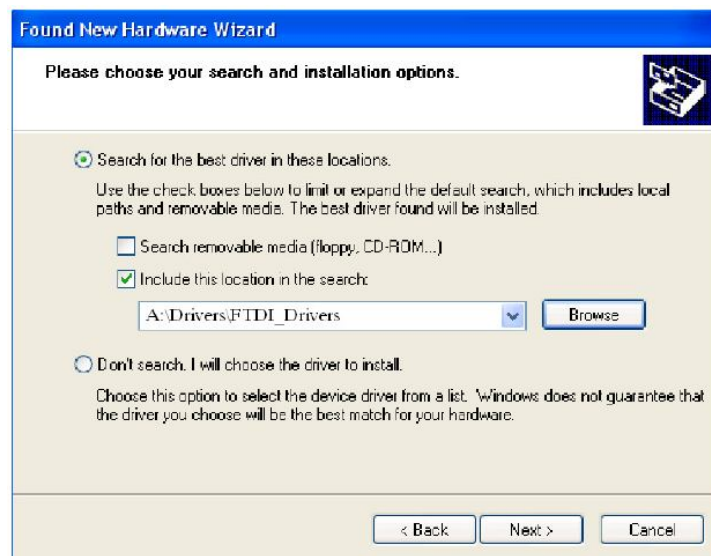 Found New Hardware Wizard
Please choose your search and installation options.
Search for the best driver in these locations.
Use the check boxes below to limit or expand the default search, which includes local
paths and removable media. The best driver found will be installed.
Search removable media (floppy, CD-ROM...)
Include this location in the search:
A:\Drivers\FTDI_Drivers
Browse
Don't search. I will choose the driver to install.
Choose this option to select the device driver from a list. Windows does not guarantee that
the driver you choose will be the best match for your hardware.
< Back
Next >
Cancel